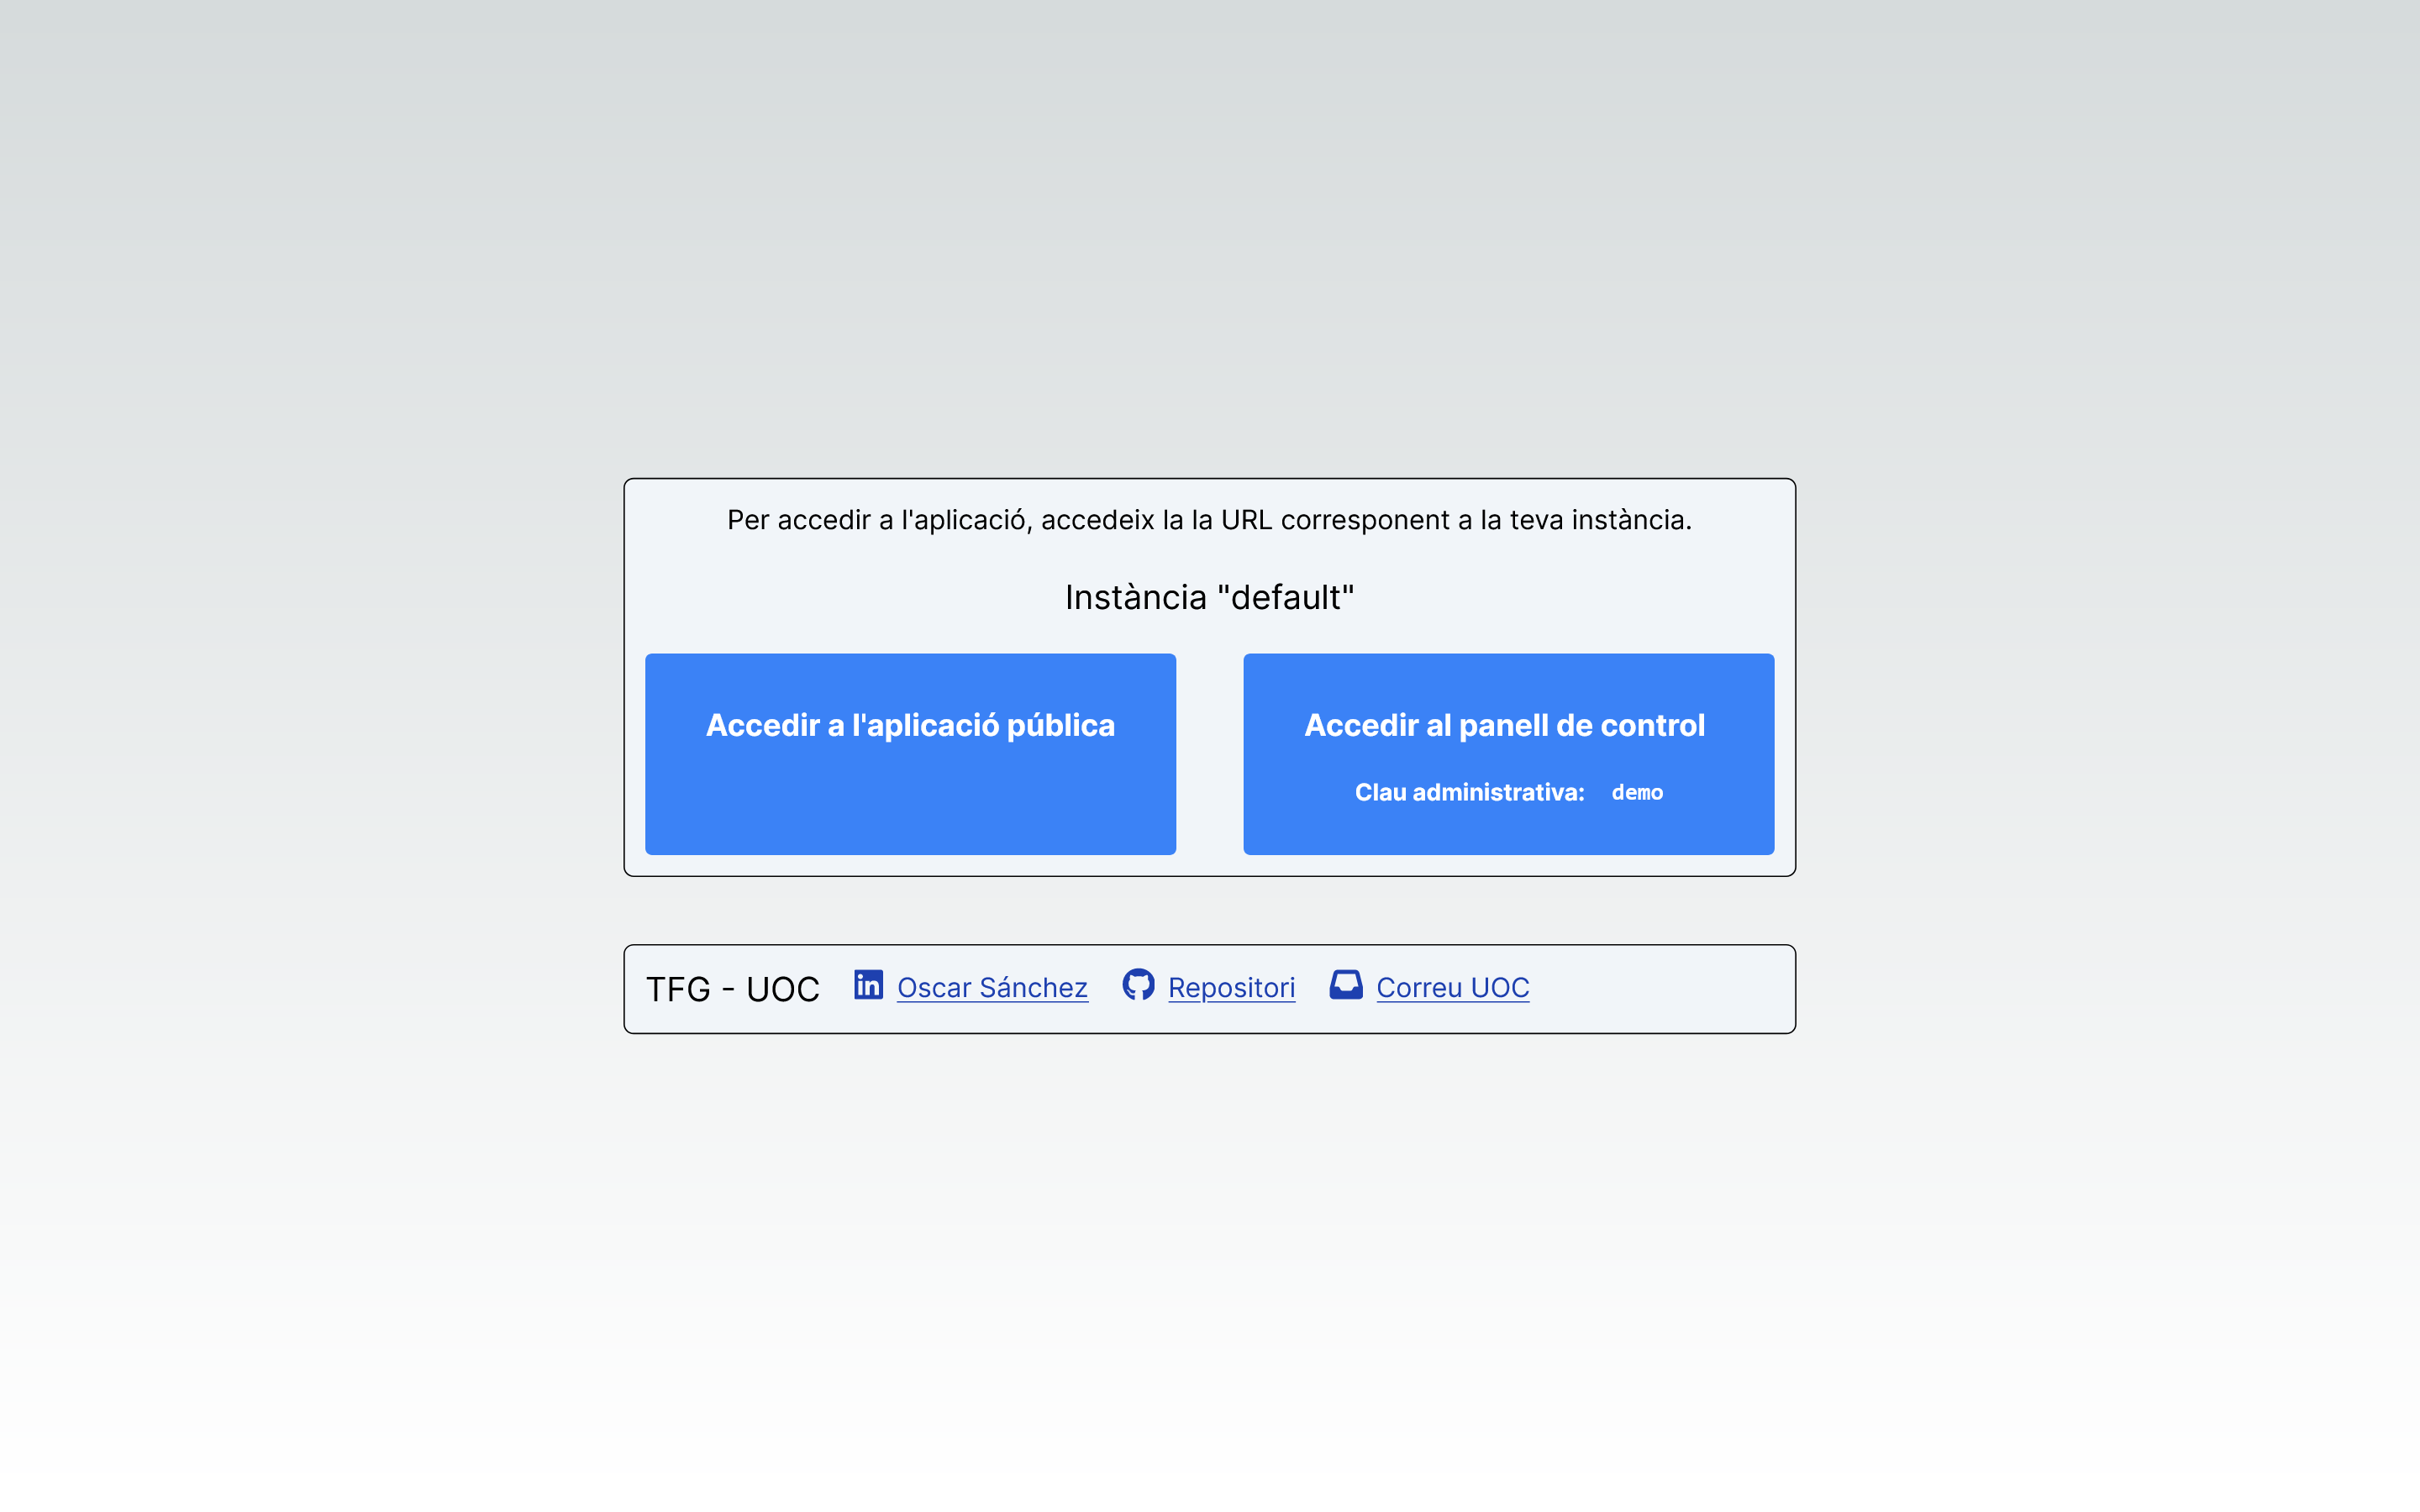 Per accedir a l'aplicació, accedeix la la URL corresponent a la teva instància.
Instància "default"
Accedir a l'aplicació pública
Accedir al panell de control
Clau administrativa: demo
TFG - UOC Oscar Sánchez Repositori Correu UOC